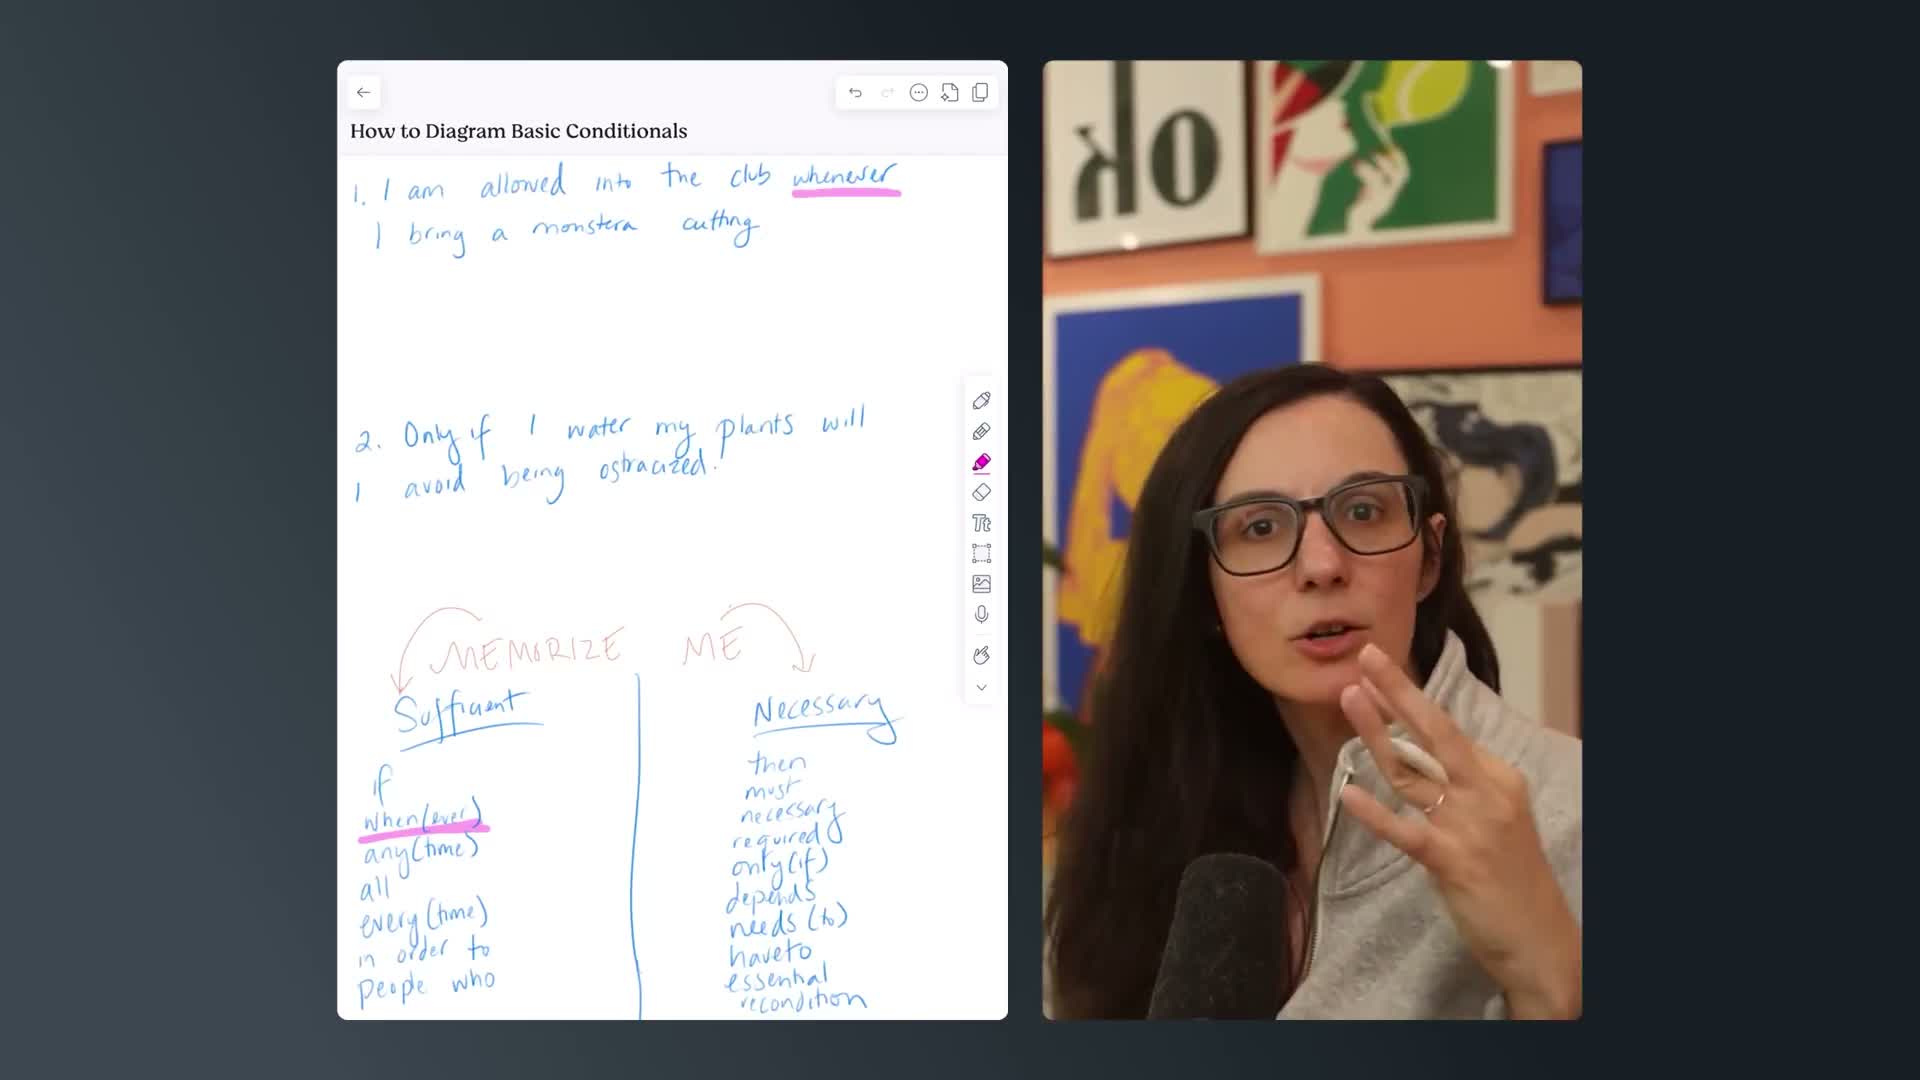 How to Diagram Basic Conditionals
1. I am allowed into the club whenever
I bring a monstera cutting
2. Only if I water my plants will
I avoid being ostracized.
MEMORIZE ME
Sufficient
if
when(ever)
any(time)
all
every(time)
in order to
people who
Necessary
then
must
necessary
required
only(if)
depends
needs (to)
have to
essential
recondition
Tt
ok